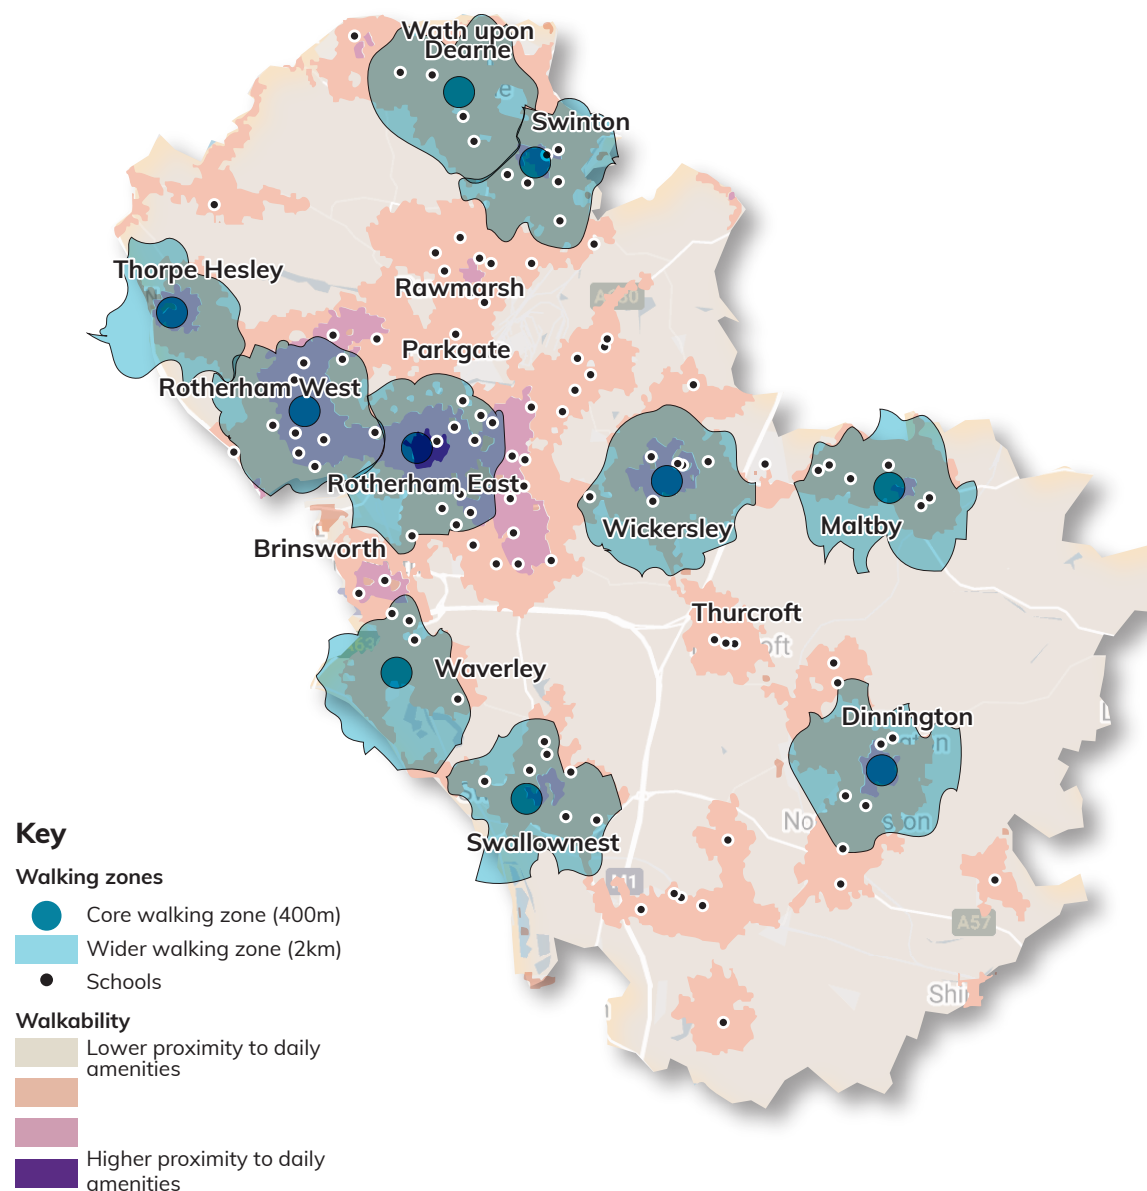 Wath upon
Dearne
Swinton
Thorpe Hesley
Rawmarsh
Parkgate
Rotherham West
Rotherham East
Wickersley
Maltby
Brinsworth
Thurcroft
Waverley
Dinnington
Swallownest
A57
Key
Walking zones
Core walking zone (400m)
Wider walking zone (2km)
Schools
Walkability
Lower proximity to daily
amenities
Higher proximity to daily
amenities